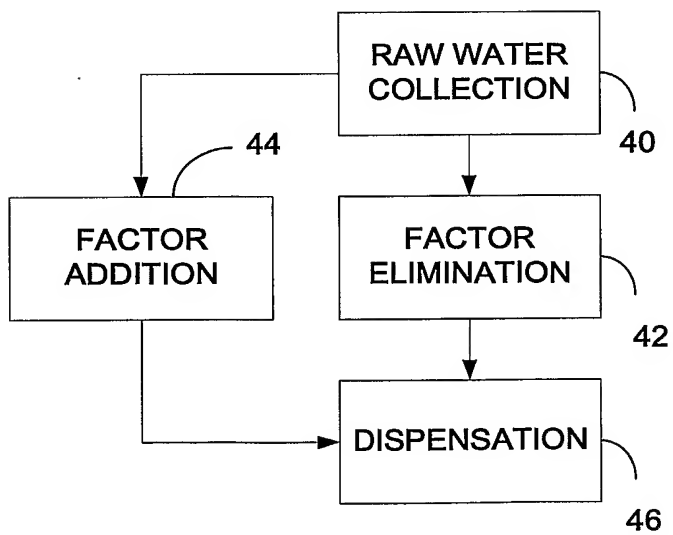 RAW WATER
COLLECTION
40
44
FACTOR
ADDITION
FACTOR
ELIMINATION
42
DISPENSATION
46